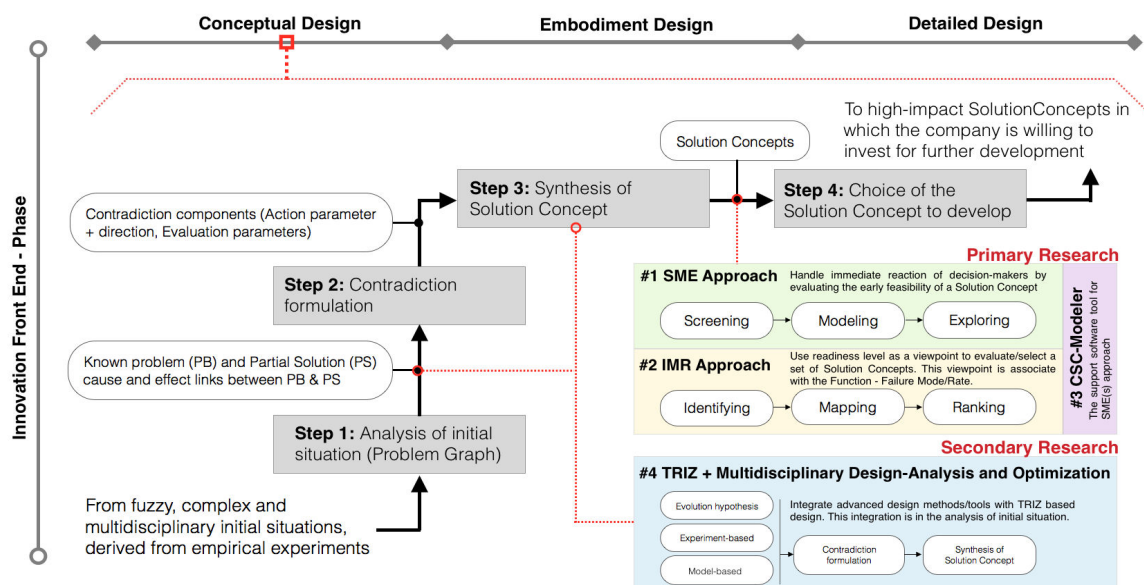 Conceptual Design
Embodiment Design
Detailed Design
Innovation Front End - Phase
To high-impact SolutionConcepts in
which the company is willing to
invest for further development
Solution Concepts
Step 3: Synthesis of
Solution Concept
Step 4: Choice of the
Solution Concept to develop
Contradiction components (Action parameter
+ direction, Evaluation parameters)
Step 2: Contradiction
formulation
Known problem (PB) and Partial Solution (PS)
cause and effect links between PB & PS
Step 1: Analysis of initial
situation (Problem Graph)
From fuzzy, complex and
multidisciplinary initial situations,
derived from empirical experiments
Primary Research
#1 SME Approach
Handle immediate reaction of decision-makers by
evaluating the early feasibility of a Solution Concept
Screening
Modeling
Exploring
#2 IMR Approach
Use readiness level as a viewpoint to evaluate/select
a set of Solution Concepts. This viewpoint is associate
with the Function - Failure Mode/Rate.
Identifying
Mapping
Ranking
#3 CSC-Modeler
The support software tool for
SME(s) approach
Secondary Research
#4 TRIZ + Multidisciplinary Design-Analysis and Optimization
Evolution hypothesis
Experiment-based
Model-based
Integrate advanced design methods/tools with TRIZ based
design. This integration is in the analysis of initial situation.
Contradiction
formulation
Synthesis of
Solution Concept